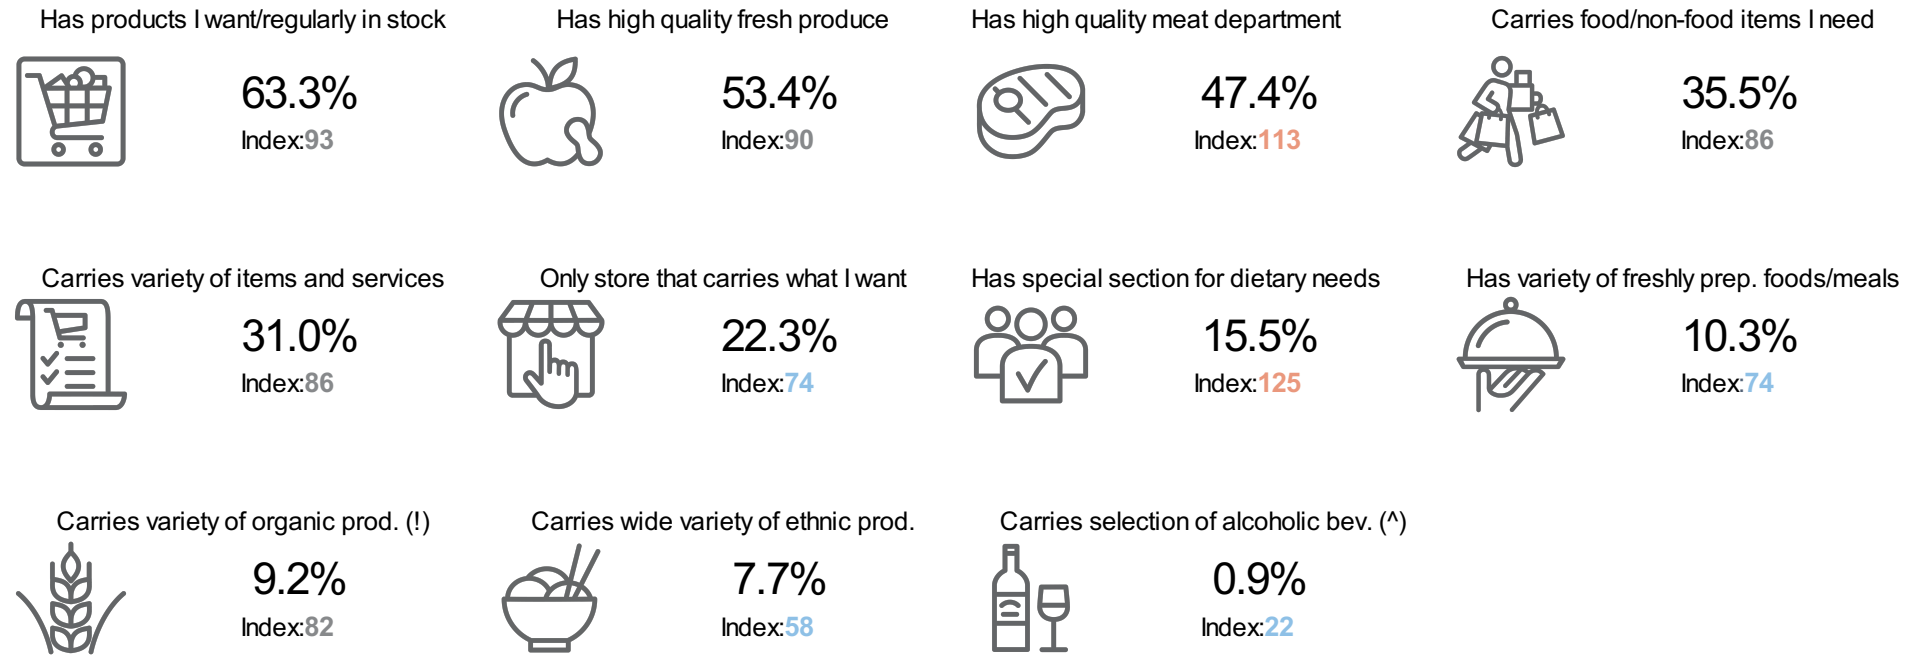 Has products I want/regularly in stock
63.3%
Index:93
Has high quality fresh produce
53.4%
Index:90
Has high quality meat department
47.4%
Index:113
Carries food/non-food items I need
35.5%
Index:86
Carries variety of items and services
31.0%
Index:86
Only store that carries what I want
22.3%
Index:74
Has special section for dietary needs
15.5%
Index:125
Has variety of freshly prep. foods/meals
10.3%
Index:74
Carries variety of organic prod. (!)
9.2%
Index:82
Carries wide variety of ethnic prod.
7.7%
Index:58
Carries selection of alcoholic bev. (^)
0.9%
Index:22